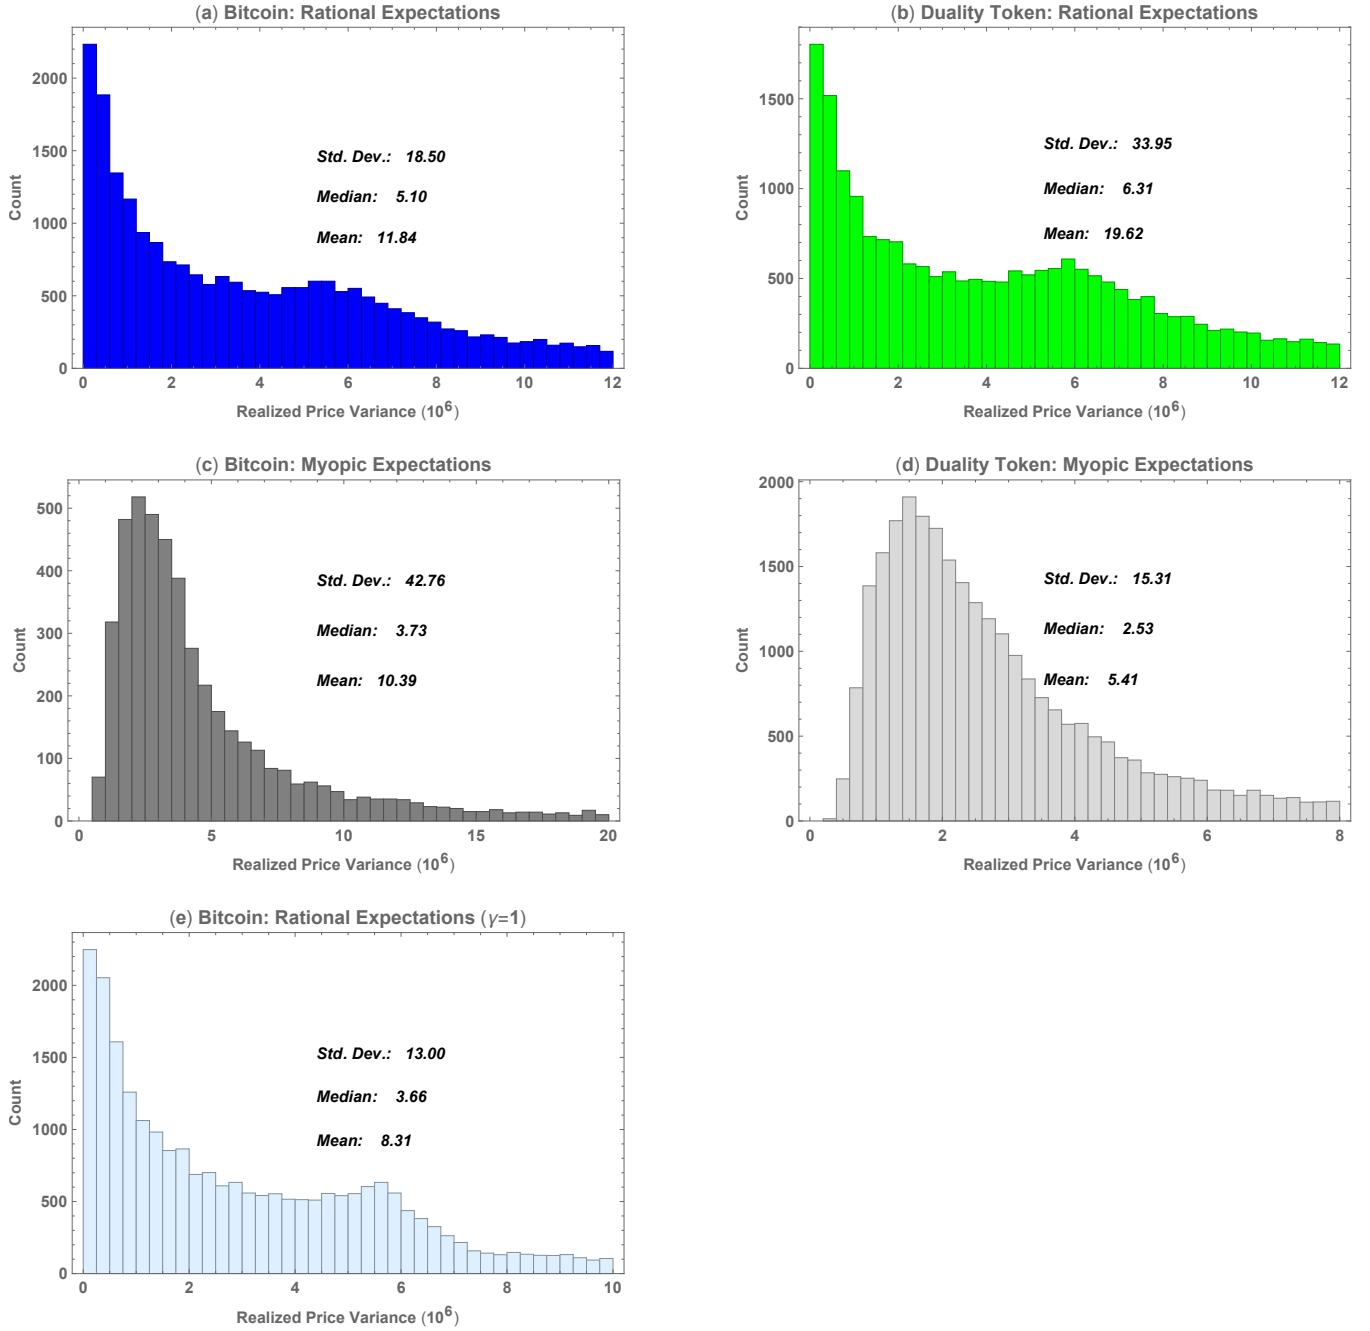 (a) Bitcoin: Rational Expectations
2000
1500
1000
500
0
Count
Std. Dev.: 18.50
Median: 5.10
Mean: 11.84
0 2 4 6 8 10 12
Realized Price Variance (10^6)
(b) Duality Token: Rational Expectations
1500
1000
500
0
Count
Std. Dev.: 33.95
Median: 6.31
Mean: 19.62
0 2 4 6 8 10 12
Realized Price Variance (10^6)
(c) Bitcoin: Myopic Expectations
500
400
300
200
100
0
Count
Std. Dev.: 42.76
Median: 3.73
Mean: 10.39
0 5 10 15 20
Realized Price Variance (10^6)
(d) Duality Token: Myopic Expectations
2000
1500
1000
500
0
Count
Std. Dev.: 15.31
Median: 2.53
Mean: 5.41
0 2 4 6 8
Realized Price Variance (10^6)
(e) Bitcoin: Rational Expectations (γ=1)
2000
1500
1000
500
0
Count
Std. Dev.: 13.00
Median: 3.66
Mean: 8.31
0 2 4 6 8 10
Realized Price Variance (10^6)